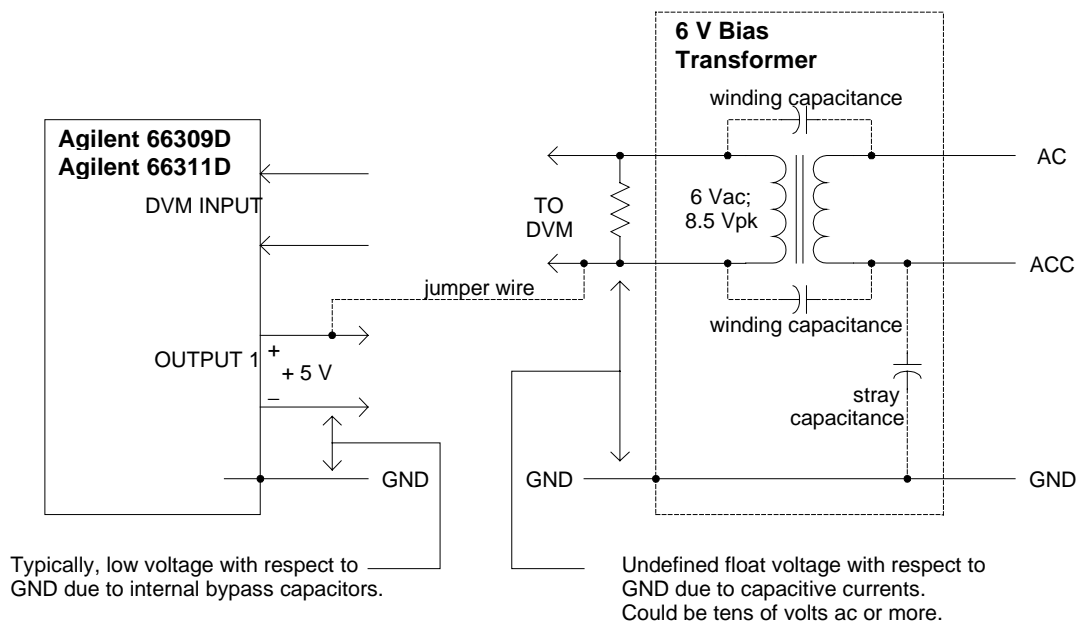 6 V Bias
Transformer
winding capacitance
Agilent 66309D
Agilent 66311D
AC
DVM INPUT
TO
DVM
6 Vac;
8.5 Vpk
ACC
jumper wire
winding capacitance
OUTPUT 1
+
+ 5 V
–
stray
capacitance
GND
GND
GND
Typically, low voltage with respect to
GND due to internal bypass capacitors.
Undefined float voltage with respect to
GND due to capacitive currents.
Could be tens of volts ac or more.